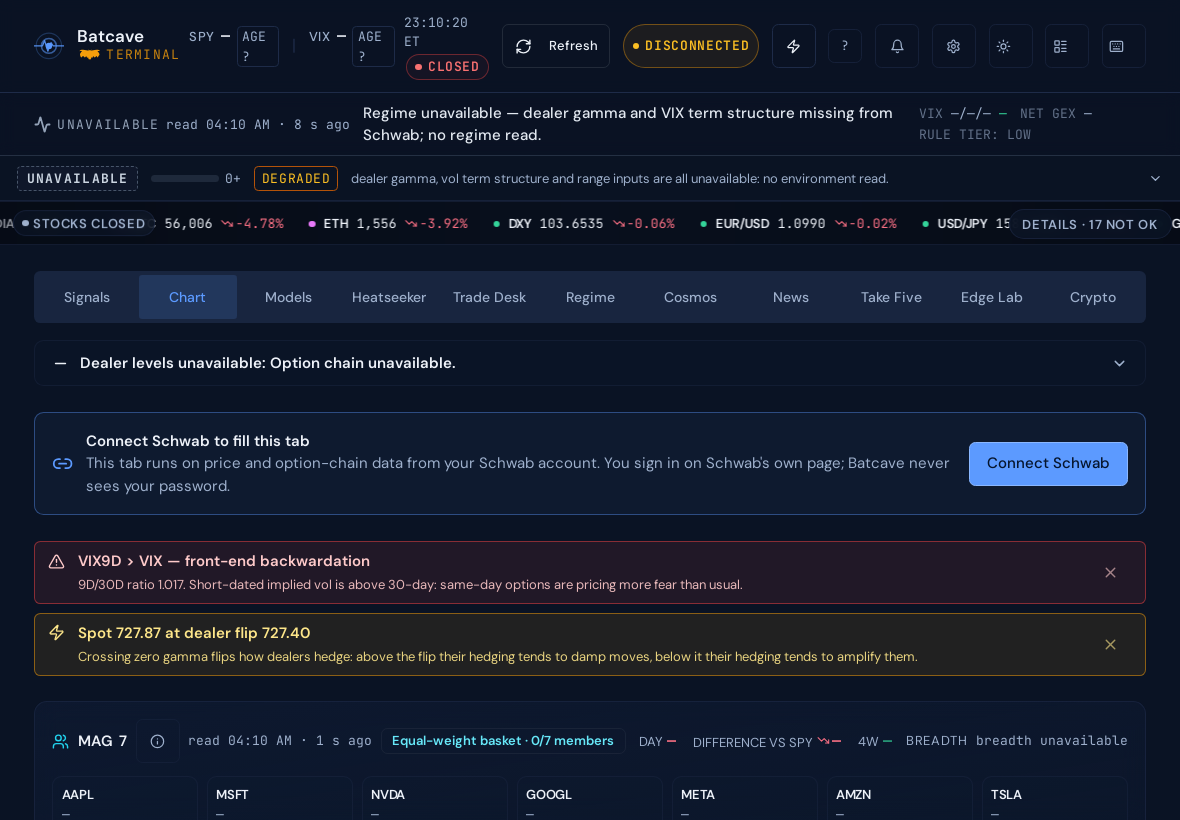 Batcave
TERMINAL
SPY — AGE ?
VIX — AGE ?
23:10:20 ET
CLOSED
Refresh
DISCONNECTED
?
UNAVAILABLE read 04:10 AM · 8 s ago
Regime unavailable — dealer gamma and VIX term structure missing from
Schwab; no regime read.
VIX —/—/— — NET GEX —
RULE TIER: LOW
UNAVAILABLE 0+ DEGRADED dealer gamma, vol term structure and range inputs are all unavailable: no environment read.
STOCKS CLOSED 56,006 -4.78% ETH 1,556 -3.92% DXY 103.6535 -0.06% EUR/USD 1.0990 -0.02% USD/JPY 15 DETAILS · 17 NOT OK
Signals Chart Models Heatseeker Trade Desk Regime Cosmos News Take Five Edge Lab Crypto
— Dealer levels unavailable: Option chain unavailable.
Connect Schwab to fill this tab
This tab runs on price and option-chain data from your Schwab account. You sign in on Schwab's own page; Batcave never
sees your password.
Connect Schwab
VIX9D > VIX — front-end backwardation
9D/30D ratio 1.017. Short-dated implied vol is above 30-day: same-day options are pricing more fear than usual.
Spot 727.87 at dealer flip 727.40
Crossing zero gamma flips how dealers hedge: above the flip their hedging tends to damp moves, below it their hedging tends to amplify them.
MAG 7 read 04:10 AM · 1 s ago Equal-weight basket · 0/7 members DAY — DIFFERENCE VS SPY — 4W — BREADTH breadth unavailable
AAPL MSFT NVDA GOOGL META AMZN TSLA
— — — — — — —